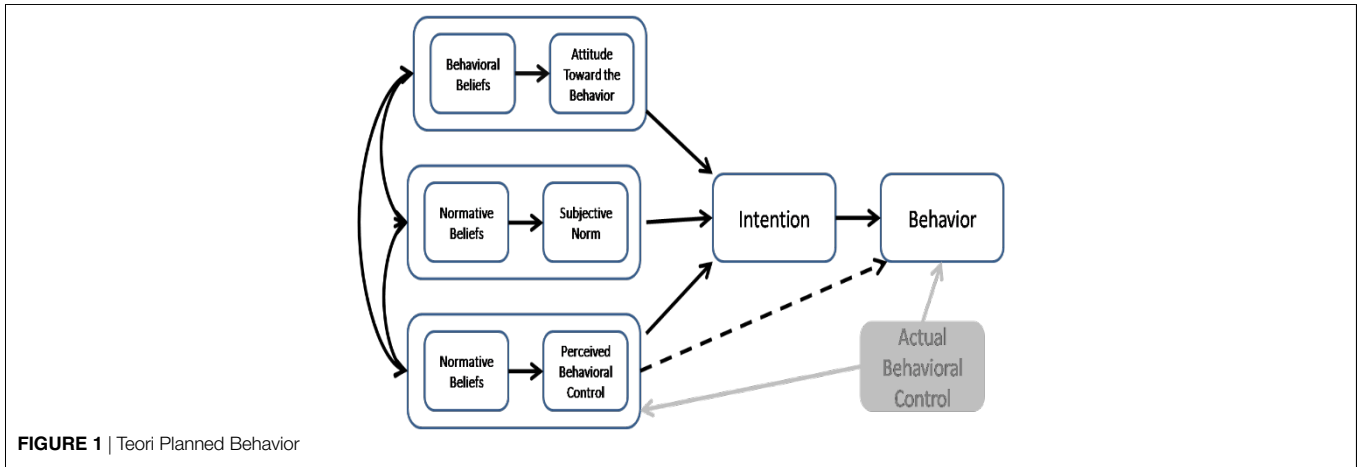 Behavioral
Beliefs
Attitude
Toward the
Behavior
Normative
Beliefs
Subjective
Norm
Intention
Behavior
Normative
Beliefs
Perceived
Behavioral
Control
Actual
Behavioral
Control
FIGURE 1 | Teori Planned Behavior